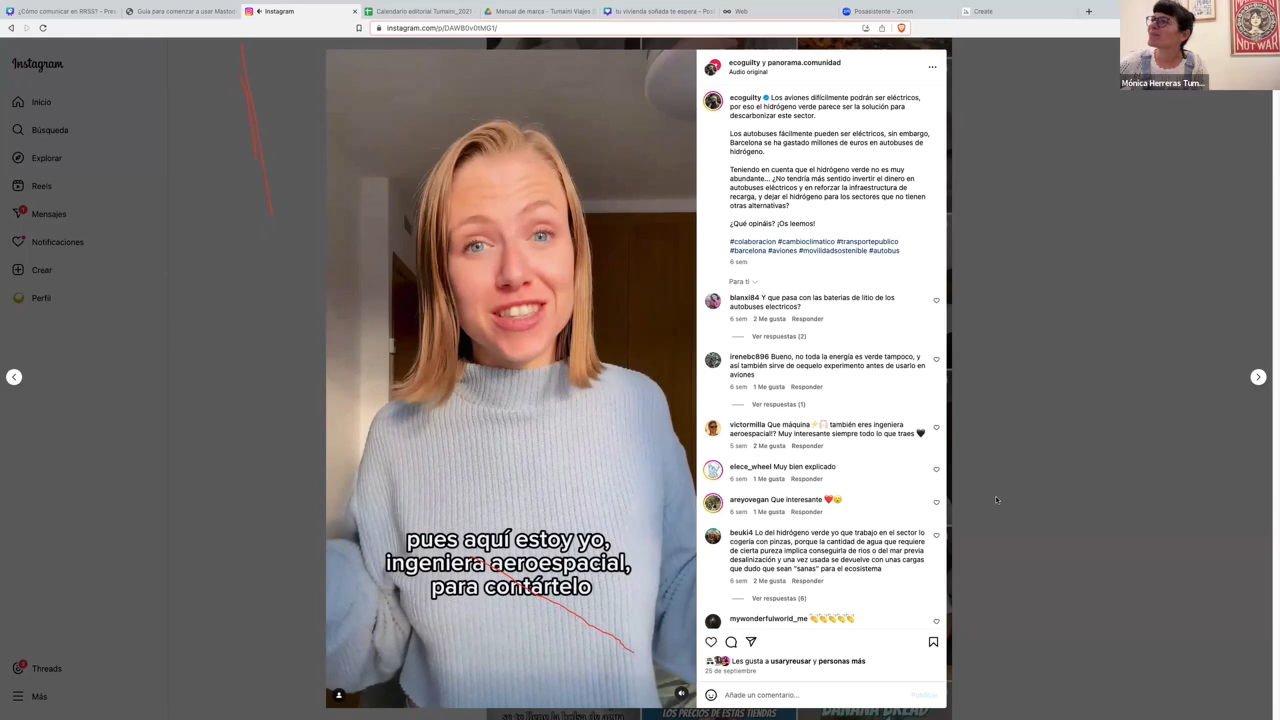 ¿Cómo comunicar en RRSS? - Pres
Guía para comenzar a usar Mastod
Instagram
Calendario editorial Tumaini_2021
Manual de marca - Tumaini Viajes S
tu vivienda soñada te espera - Pos
Web
Posasistente - Zoom
Create
instagram.com/p/DAWB0v0tMG1/
NOT WAR
Mónica Herreras Tum...
Instagram
Inicio
Búsqueda
Explorar
Reels
Mensajes
Notificaciones
Crear
Perfil
Threads
Más
pues aquí estoy yo,
ingeniera aeroespacial,
para contártelo
ecoguilty y panorama.comunidad
Audio original
ecoguilty Los aviones difícilmente podrán ser eléctricos,
por eso el hidrógeno verde parece ser la solución para
descarbonizar este sector.
Los autobuses fácilmente pueden ser eléctricos, sin embargo,
Barcelona se ha gastado millones de euros en autobuses de
hidrógeno.
Teniendo en cuenta que el hidrógeno verde no es muy
abundante... ¿No tendría más sentido invertir el dinero en
autobuses eléctricos y en reforzar la infraestructura de
recarga, y dejar el hidrógeno para los sectores que no tienen
otras alternativas?
¿Qué opináis? ¡Os leemos!
#colaboracion #cambioclimatico #transportepublico
#barcelona #aviones #movilidadsostenible #autobus
6 sem
Para ti
blanxi84 Y que pasa con las baterias de litio de los
autobuses electricos?
6 sem 2 Me gusta Responder
Ver respuestas (2)
irenebc896 Bueno, no toda la energía es verde tampoco, y
así también sirve de oequelo experimento antes de usarlo en
aviones
6 sem 1 Me gusta Responder
Ver respuestas (1)
victormilla Que máquina⚡ también eres ingeniera
aeroespacial!? Muy interesante siempre todo lo que traes 🖤
5 sem 2 Me gusta Responder
elece_wheel Muy bien explicado
6 sem 1 Me gusta Responder
areyovegan Que interesante ❤️😮
6 sem 1 Me gusta Responder
beuki4 Lo del hidrógeno verde yo que trabajo en el sector lo
cogería con pinzas, porque la cantidad de agua que requiere
de cierta pureza implica conseguirla de rios o del mar previa
desalinización y una vez usada se devuelve con unas cargas
que dudo que sean "sanas" para el ecosistema
6 sem 2 Me gusta Responder
Ver respuestas (6)
mywonderfulworld_me 👏👏👏👏👏
Les gusta a usaryreusar y personas más
25 de septiembre
Añade un comentario...
Publicar
LOS PRECIOS DE ESTAS TIENDAS
BANANA BREAD